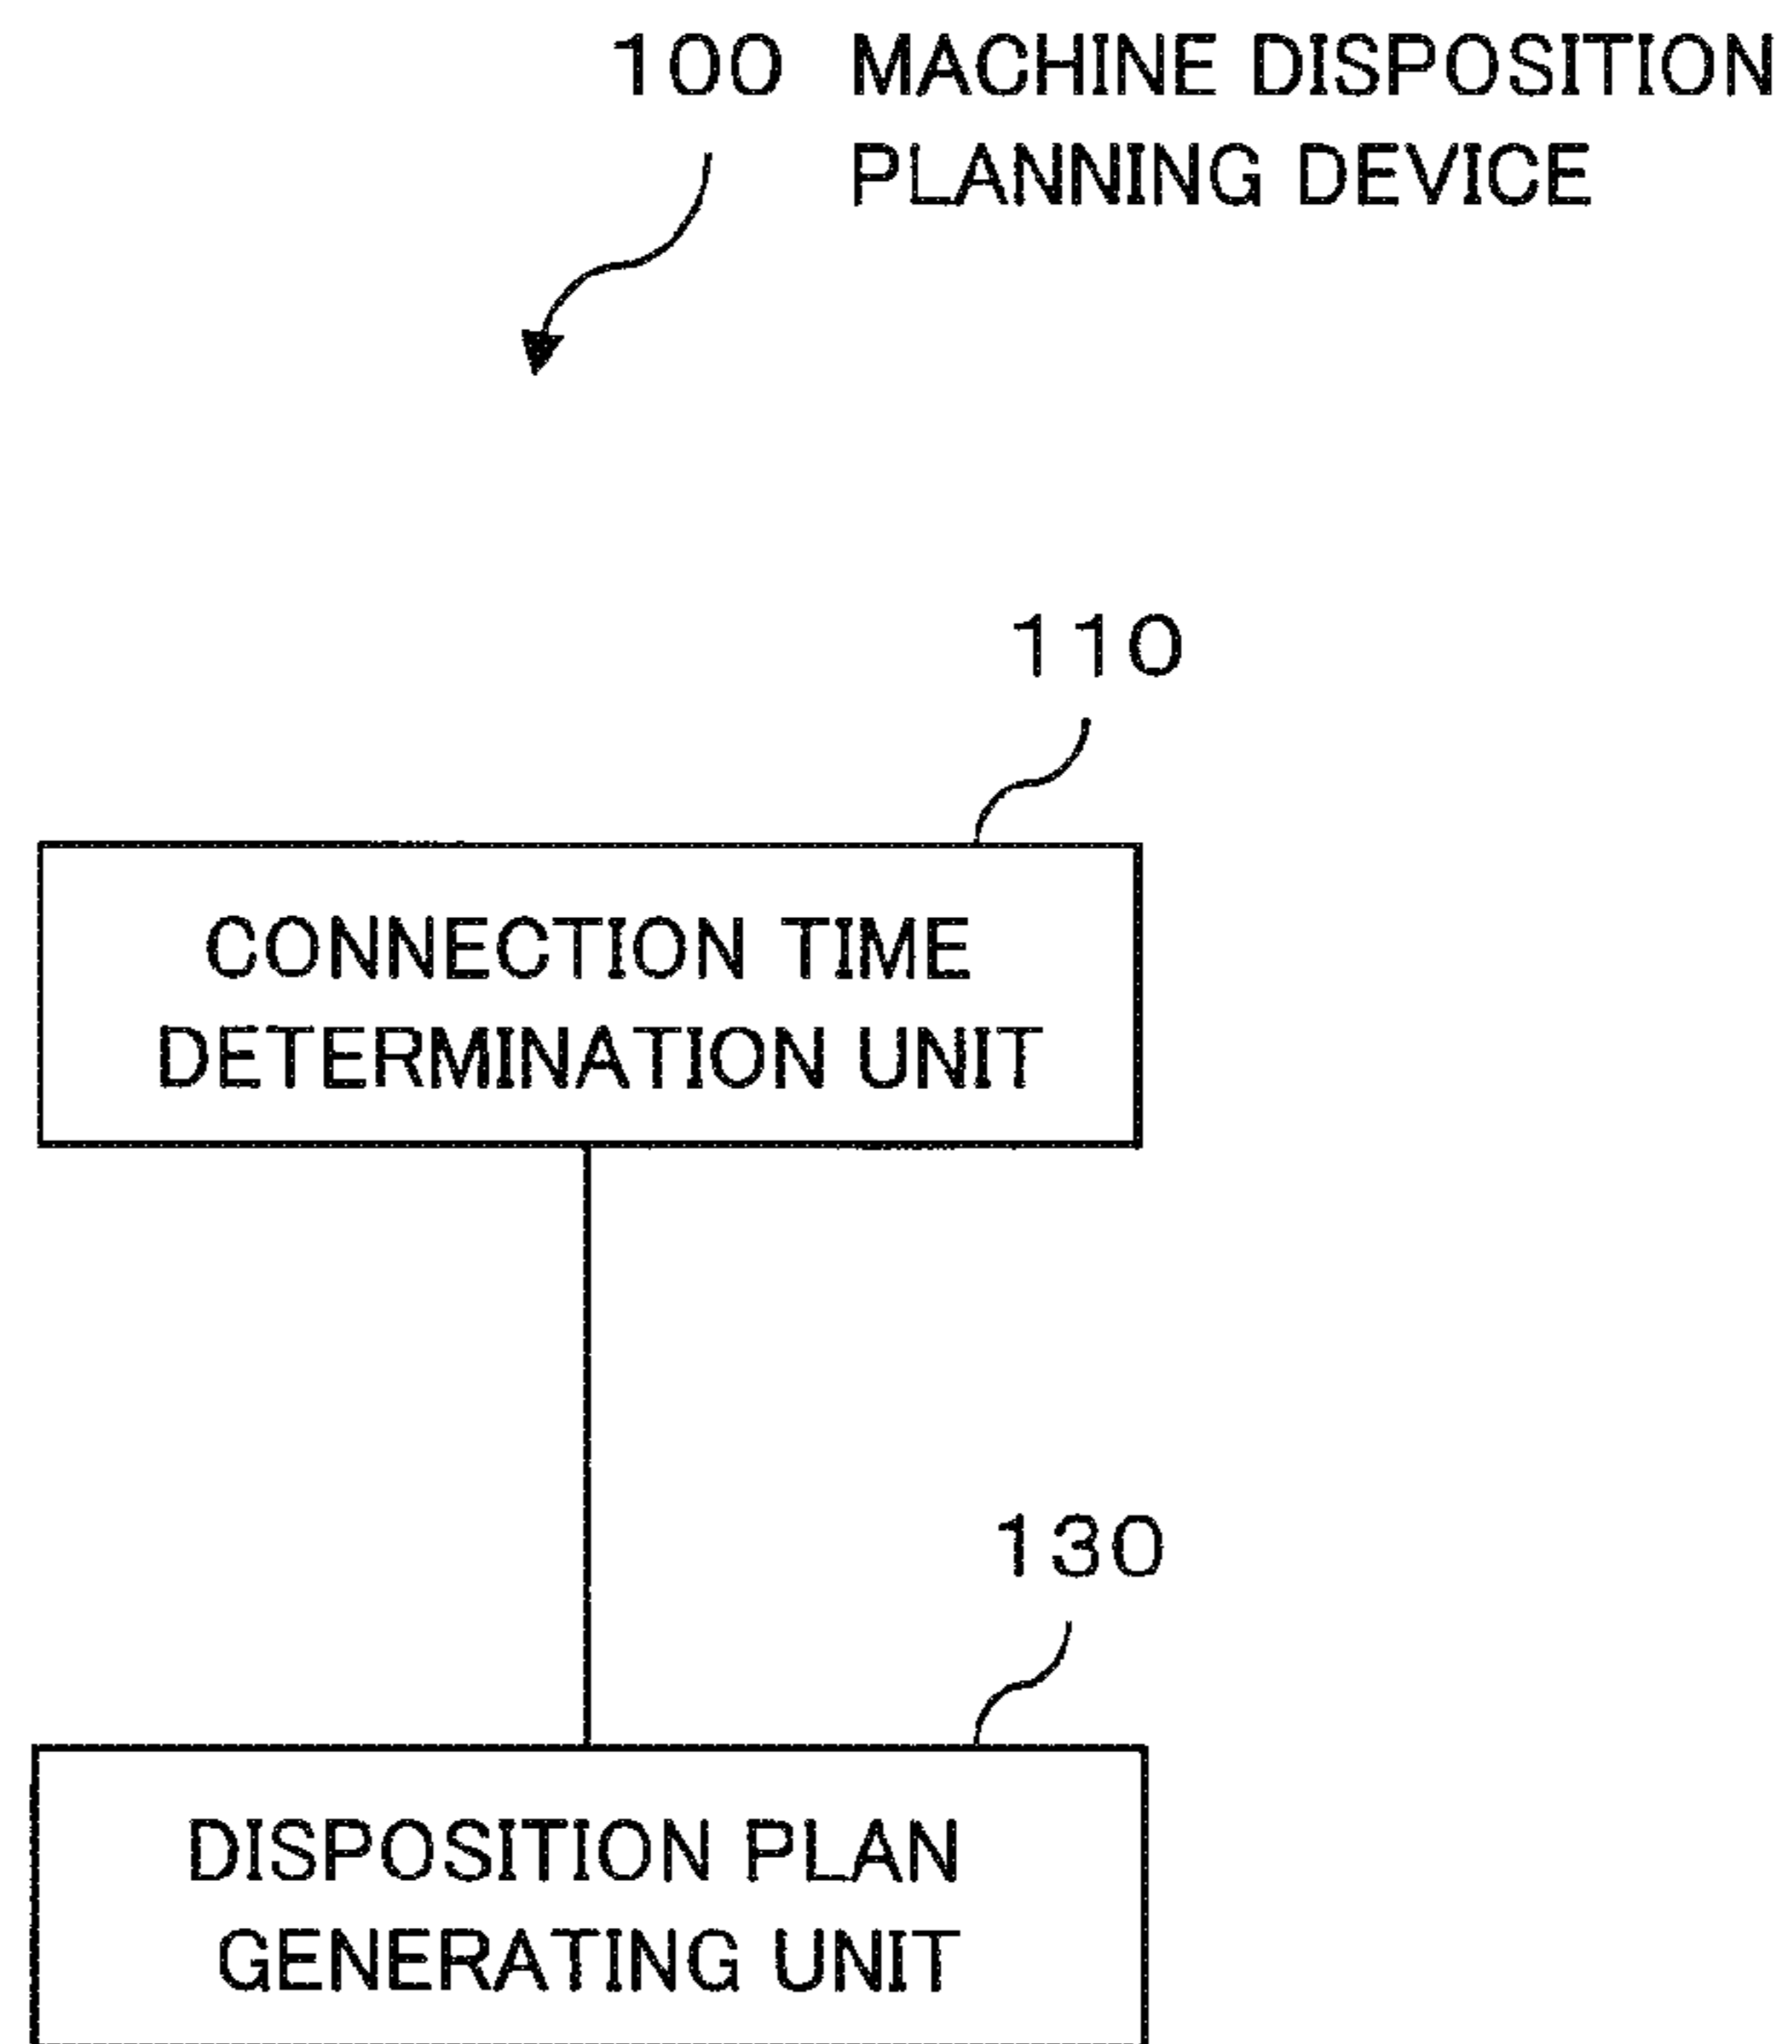 100 MACHINE DISPOSITION
PLANNING DEVICE
110
CONNECTION TIME
DETERMINATION UNIT
130
DISPOSITION PLAN
GENERATING UNIT